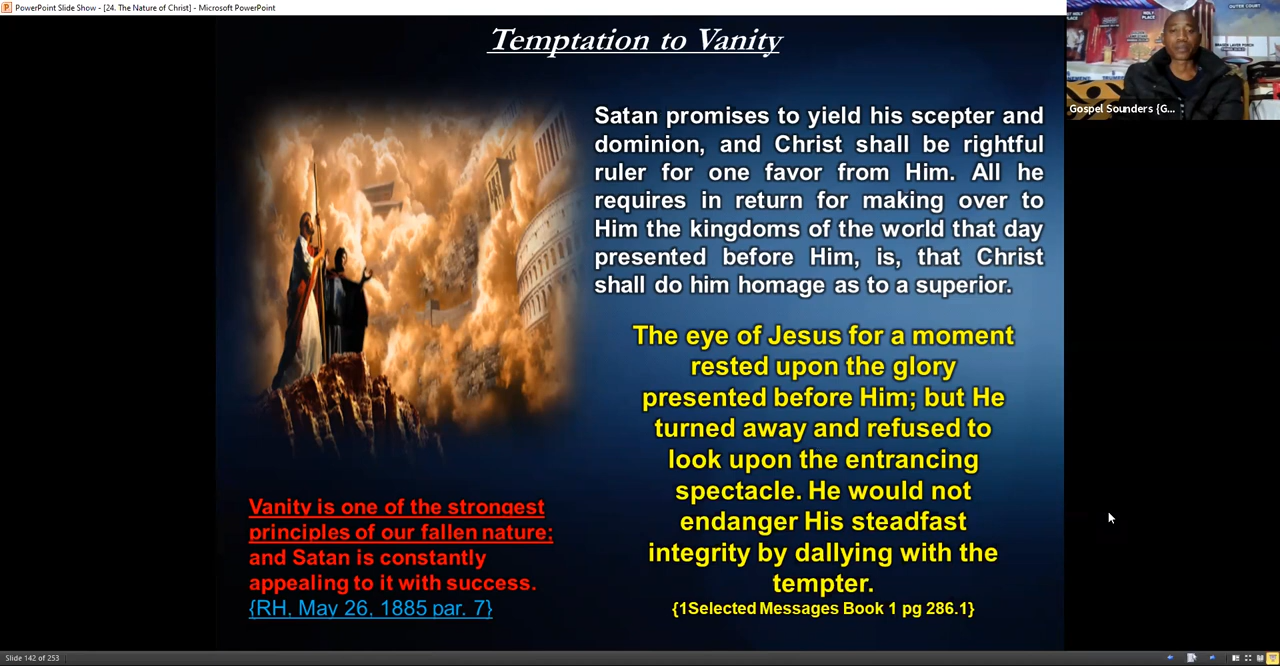 PowerPoint Slide Show - [24. The Nature of Christ] - Microsoft PowerPoint
Temptation to Vanity
Satan promises to yield his scepter and
dominion, and Christ shall be rightful
ruler for one favor from Him. All he
requires in return for making over to
Him the kingdoms of the world that day
presented before Him, is, that Christ
shall do him homage as to a superior.
The eye of Jesus for a moment
rested upon the glory
presented before Him; but He
turned away and refused to
look upon the entrancing
spectacle. He would not
endanger His steadfast
integrity by dallying with the
tempter.
{1Selected Messages Book 1 pg 286.1}
Vanity is one of the strongest
principles of our fallen nature;
and Satan is constantly
appealing to it with success.
{RH, May 26, 1885 par. 7}
HOLY
PLACE
OUTER COURT
Gospel Sounders {G...
Slide 142 of 253